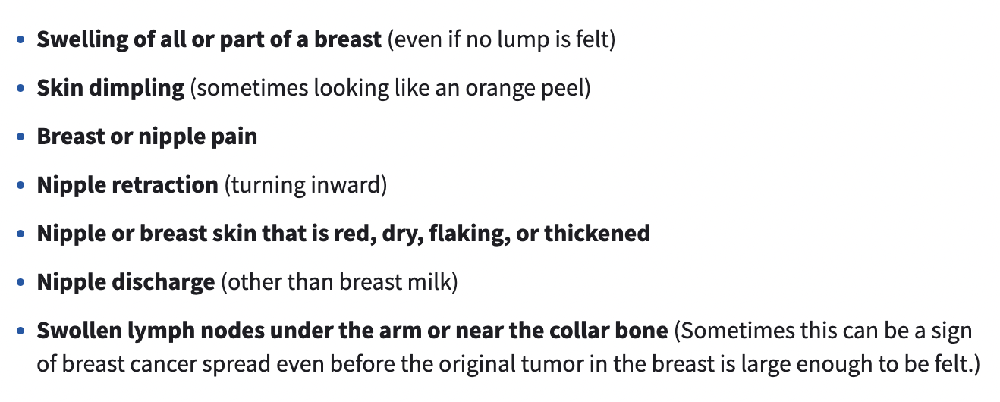 • Swelling of all or part of a breast (even if no lump is felt)
• Skin dimpling (sometimes looking like an orange peel)
• Breast or nipple pain
• Nipple retraction (turning inward)
• Nipple or breast skin that is red, dry, flaking, or thickened
• Nipple discharge (other than breast milk)
• Swollen lymph nodes under the arm or near the collar bone (Sometimes this can be a sign
of breast cancer spread even before the original tumor in the breast is large enough to be felt.)